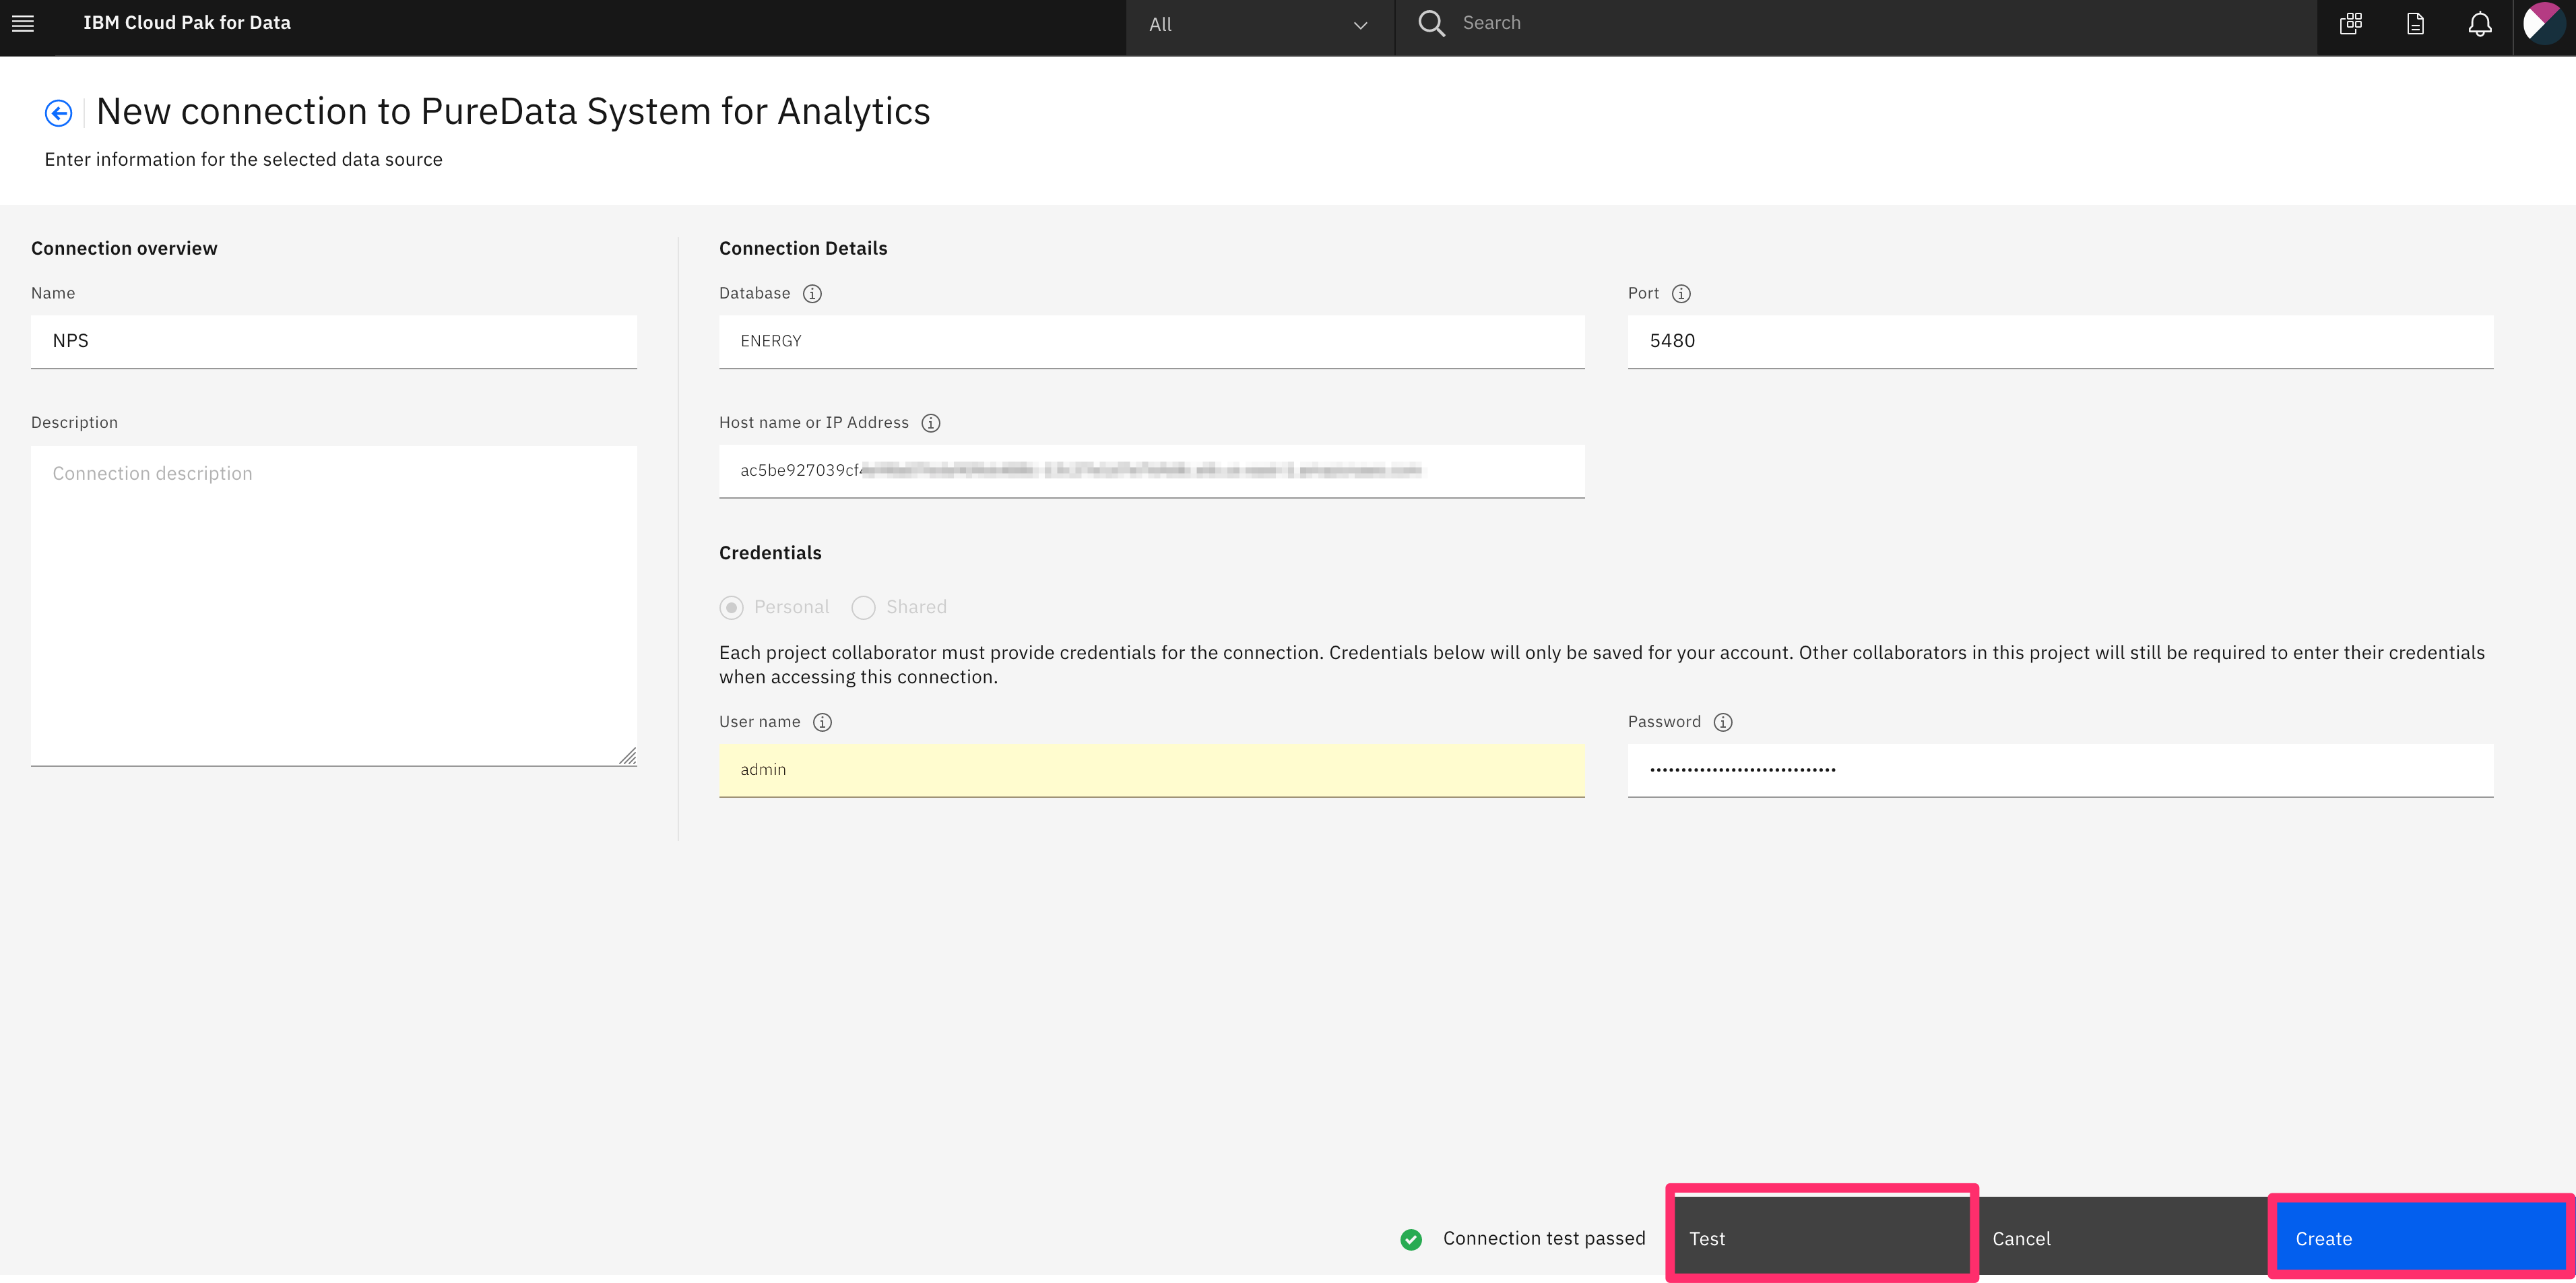 IBM Cloud Pak for Data
All
Search
New connection to PureData System for Analytics
Enter information for the selected data source
Connection overview
Name
NPS
Description
Connection description
Connection Details
Database
ENERGY
Port
5480
Host name or IP Address
ac5be927039cf
Credentials
Personal
Shared
Each project collaborator must provide credentials for the connection. Credentials below will only be saved for your account. Other collaborators in this project will still be required to enter their credentials
when accessing this connection.
User name
admin
Password
••••••••••••••••••••••••••••••
Connection test passed
Test
Cancel
Create